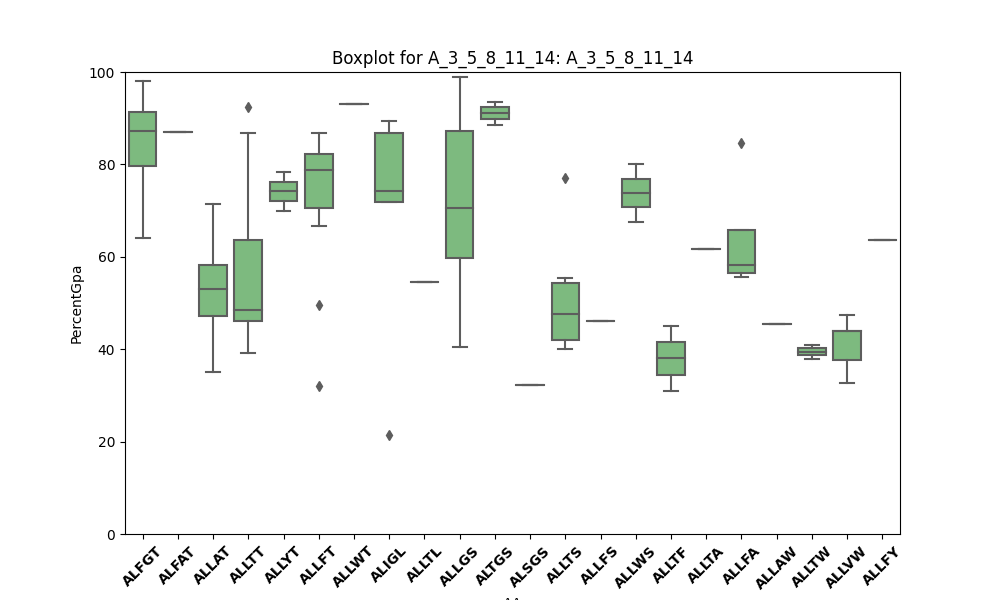 Boxplot for A_3_5_8_11_14: A_3_5_8_11_14
100
80
60
40
20
0
PercentGpa
ALFGT ALFAT ALLAT ALLTT ALLYT ALLFT ALLWT ALIGL ALLTL ALLGS ALTGS ALSGS ALLTS ALLFS ALLWS ALLTF ALLTA ALLFA ALLAW ALLTW ALLVW ALLFY